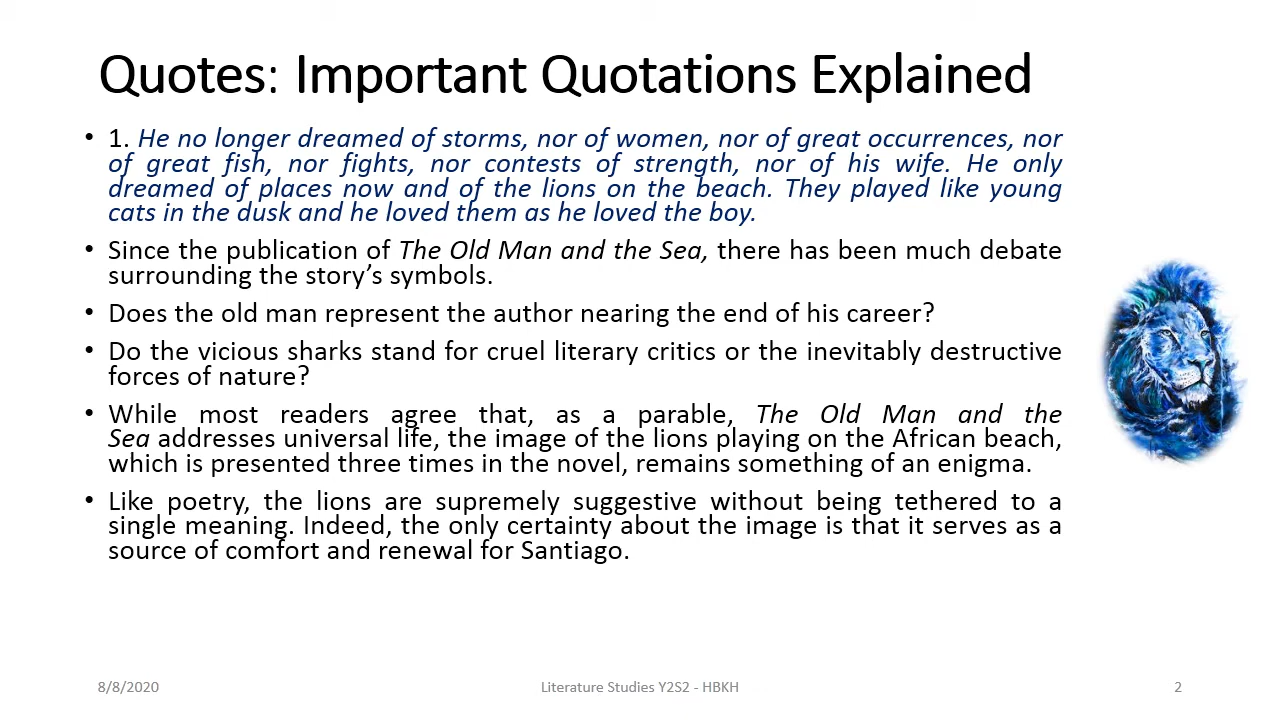 Quotes: Important Quotations Explained
• 1. He no longer dreamed of storms, nor of women, nor of great occurrences, nor
of great fish, nor fights, nor contests of strength, nor of his wife. He only
dreamed of places now and of the lions on the beach. They played like young
cats in the dusk and he loved them as he loved the boy.
• Since the publication of The Old Man and the Sea, there has been much debate
surrounding the story’s symbols.
• Does the old man represent the author nearing the end of his career?
• Do the vicious sharks stand for cruel literary critics or the inevitably destructive
forces of nature?
• While most readers agree that, as a parable, The Old Man and the
Sea addresses universal life, the image of the lions playing on the African beach,
which is presented three times in the novel, remains something of an enigma.
• Like poetry, the lions are supremely suggestive without being tethered to a
single meaning. Indeed, the only certainty about the image is that it serves as a
source of comfort and renewal for Santiago.
8/8/2020
Literature Studies Y2S2 - HBKH
2